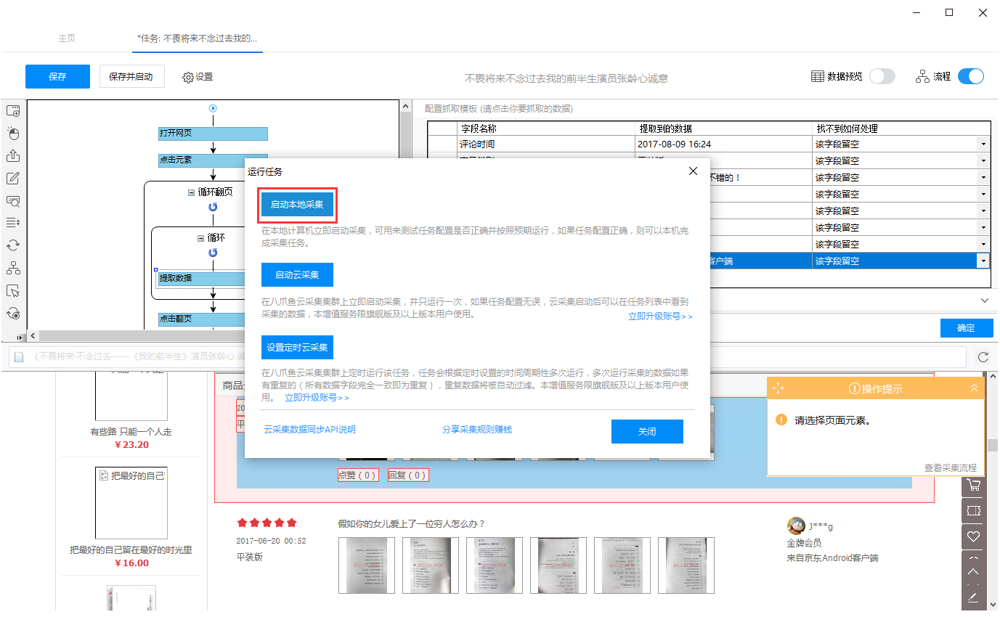 主页
*任务: 不畏将来不念过去我的...
保存
保存并启动
设置
不畏将来不念过去我的前半生演员张龄心诚意
数据预览
流程
打开网页
点击元素
循环翻页
循环
提取数据
点击翻页
配置抓取模板 (请点击你要抓取的数据)
字段名称
提取到的数据
找不到如何处理
评论时间
2017-08-09 16:24
该字段留空
该字段留空
不错的！
该字段留空
该字段留空
该字段留空
该字段留空
该字段留空
客户端
该字段留空
确定
运行任务
启动本地采集
在本地计算机立即启动采集，可用来测试任务配置是否正确并按照预期运行，如果任务配置正确，则可以本机完
成采集任务。
启动云采集
在八爪鱼云采集集群上立即启动采集，并只运行一次，如果任务配置无误，云采集启动后可以在任务列表中看到
采集的数据，本增值服务限旗舰版及以上版本用户使用。
立即升级账号>>
设置定时云采集
在八爪鱼云采集集群上定时运行该任务，任务会根据定时设置的时间周期性多次运行，多次运行采集的数据如果
有重复的（所有数据字段完全一致即为重复），重复数据将被自动过滤。本增值服务限旗舰版及以上版本用户使
用。 立即升级账号>>
云采集数据同步API说明
分享采集规则赚钱
关闭
《不畏将来·不念过去——《我的前半生》演员张龄心 诚
商品
20
平
操作提示
请选择页面元素。
查看采集流程
有些路 只能一个人走
￥23.20
把最好的自己
把最好的自己留在最好的时光里
￥16.00
点赞（0）
回复（0）
假如你的女儿爱上了一位穷人怎么办？
2017-06-20 00:52
平装版
J***g
金牌会员
来自京东Android客户端